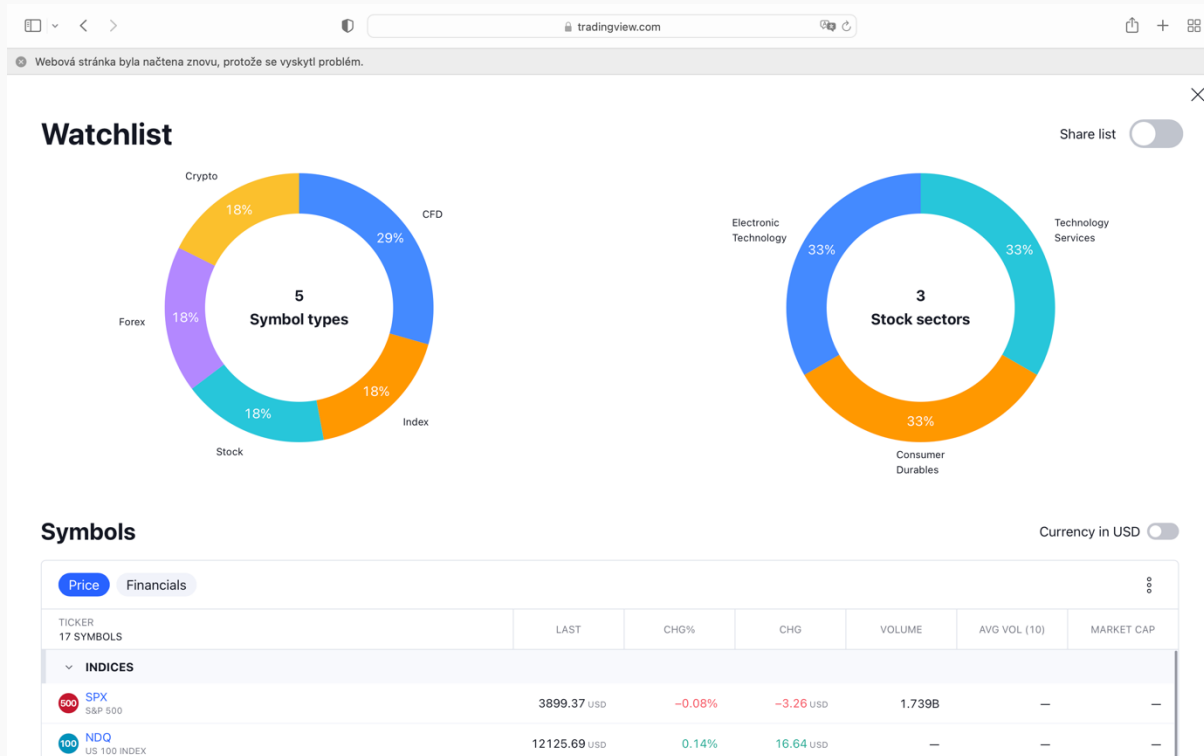 tradingview.com
Webová stránka byla načtena znovu, protože se vyskytl problém.
Watchlist
Share list
Crypto
18%
CFD
29%
Forex
18%
5
Symbol types
18%
Index
18%
Stock
Electronic
Technology
33%
Technology
Services
33%
3
Stock sectors
33%
Consumer
Durables
Symbols
Currency in USD
Price Financials
TICKER
17 SYMBOLS
LAST CHG% CHG VOLUME AVG VOL (10) MARKET CAP
INDICES
500 SPX
S&P 500
3899.37 USD −0.08% −3.26 USD 1.739B — —
100 NDQ
US 100 INDEX
12125.69 USD 0.14% 16.64 USD — — —